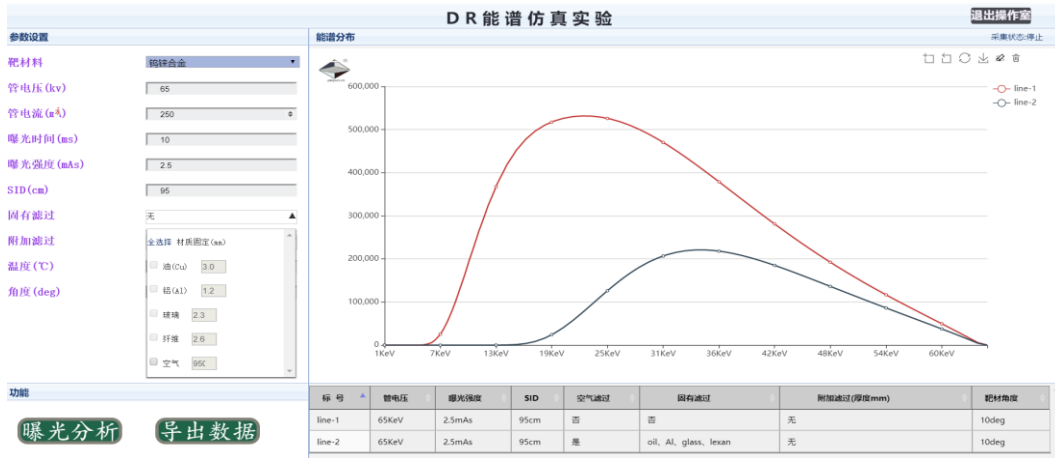 DR能谱仿真实验
退出操作室
参数设置
能谱分布
采集状态:停止
靶材料
钨铼合金
管电压(kv)
65
管电流(mA)
250
曝光时间(ms)
10
曝光强度(mAs)
2.5
SID(cm)
95
固有滤过
无
附加滤过
温度(℃)
角度(deg)
全选择 材质固定(mm)
油(Cu) 3.0
铝(Al) 1.2
玻璃 2.3
纤维 2.6
空气
line-1
line-2
600,000
500,000
400,000
300,000
200,000
100,000
0
1KeV 7KeV 13KeV 19KeV 25KeV 31KeV 36KeV 42KeV 48KeV 54KeV 60KeV
功能
曝光分析
导出数据
标 号 管电压 曝光强度 SID 空气滤过 固有滤过 附加滤过(厚度mm) 靶材角度
line-1 65KeV 2.5mAs 95cm 否 否 无 10deg
line-2 65KeV 2.5mAs 95cm 是 oil, Al, glass, lexan 无 10deg